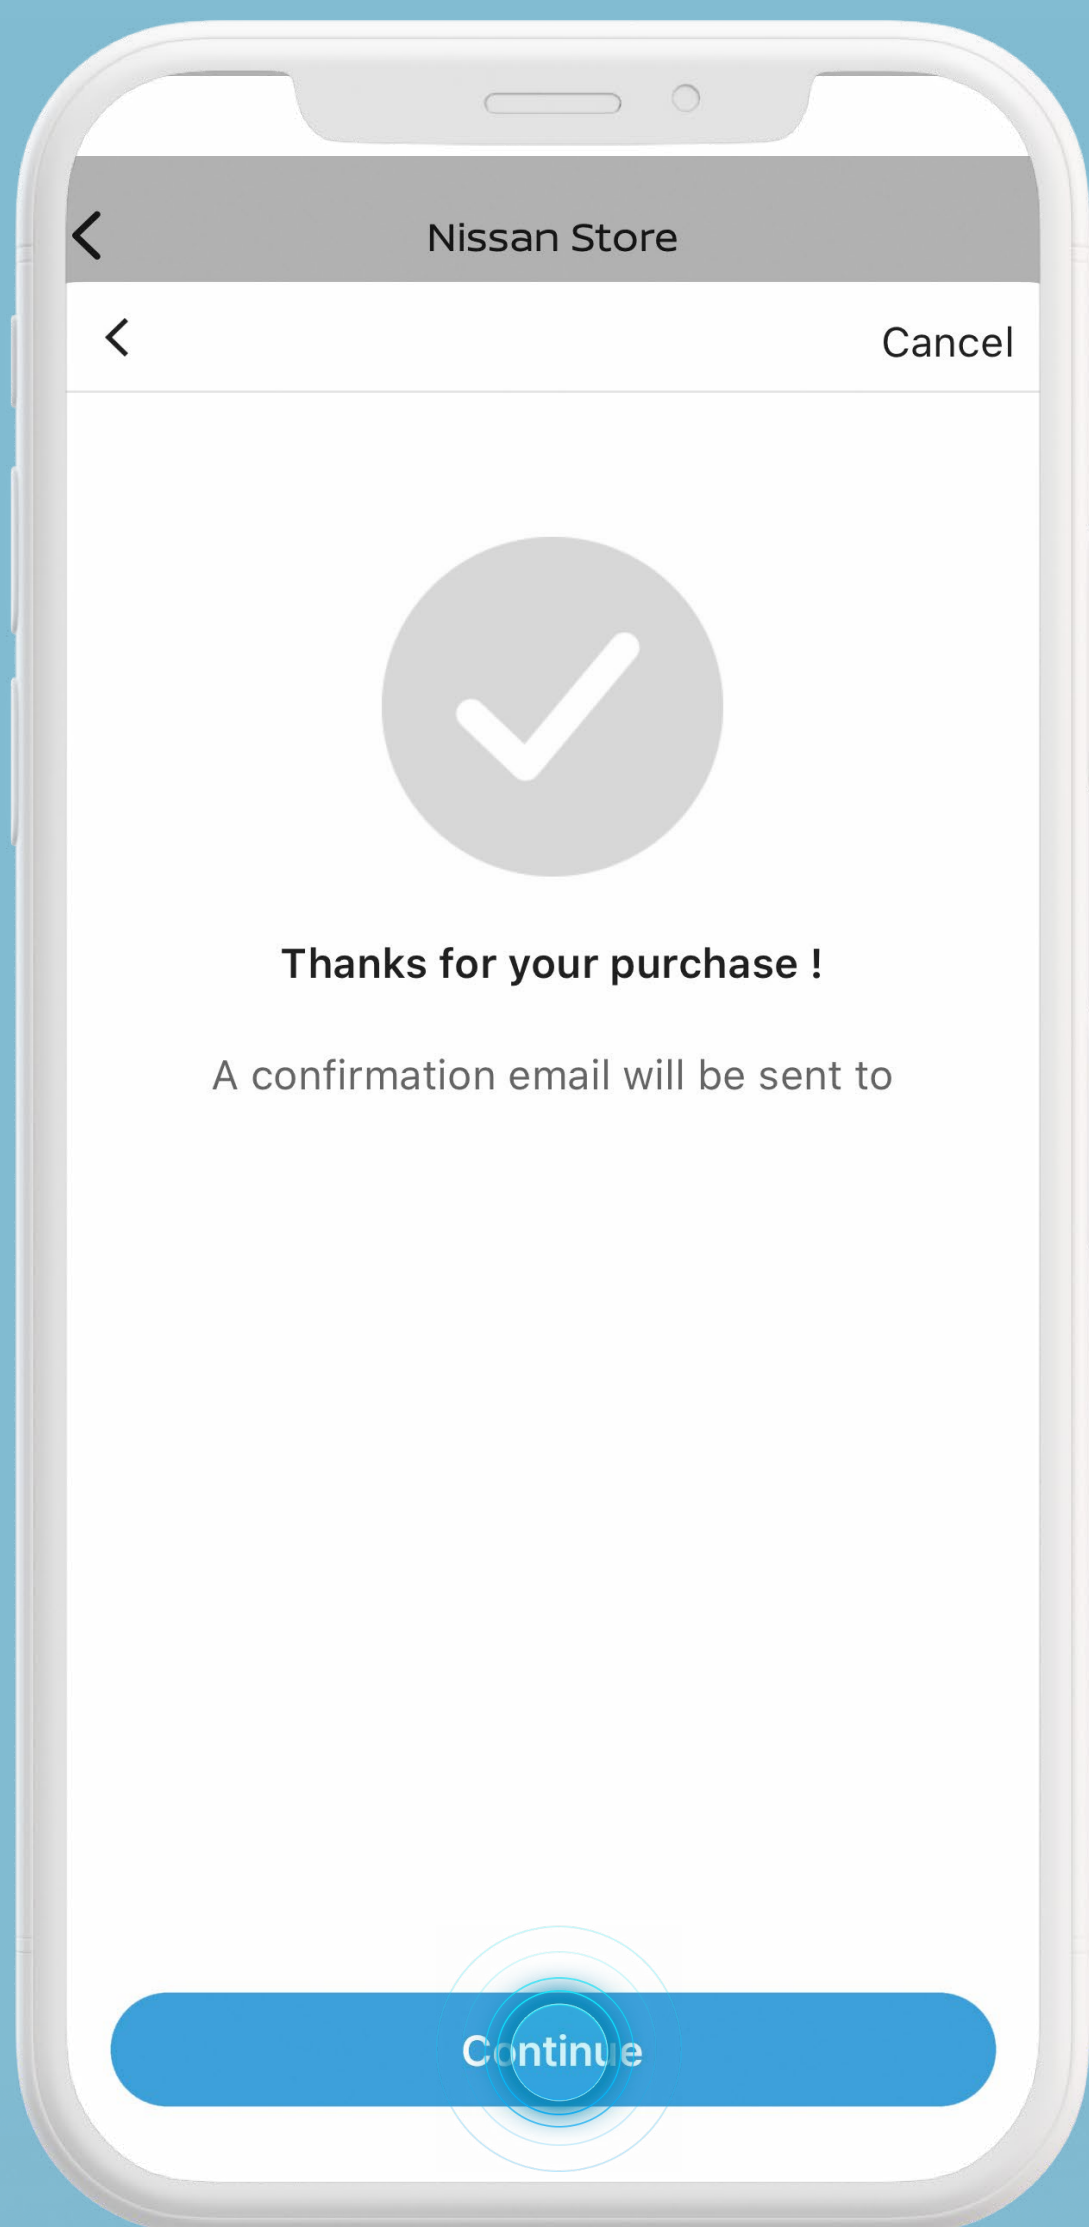 Nissan Store
Cancel
Thanks for your purchase !
A confirmation email will be sent to
Continue